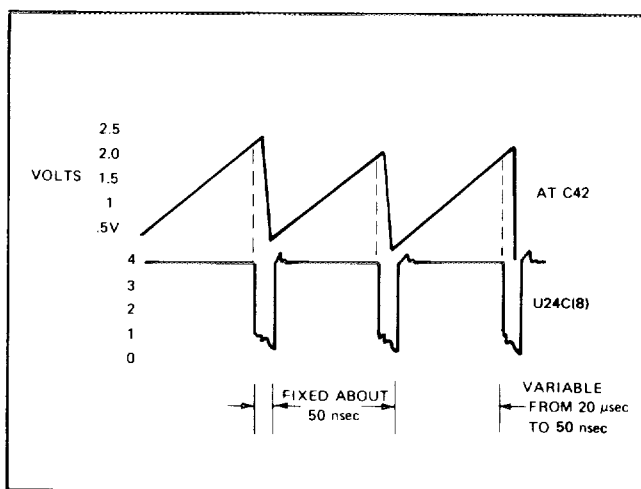 2.5
2.0
VOLTS 1.5
1
.5V
AT C42
4
3
2
1
0
U24C(8)
FIXED ABOUT
50 nsec
VARIABLE
FROM 20 µsec
TO 50 nsec